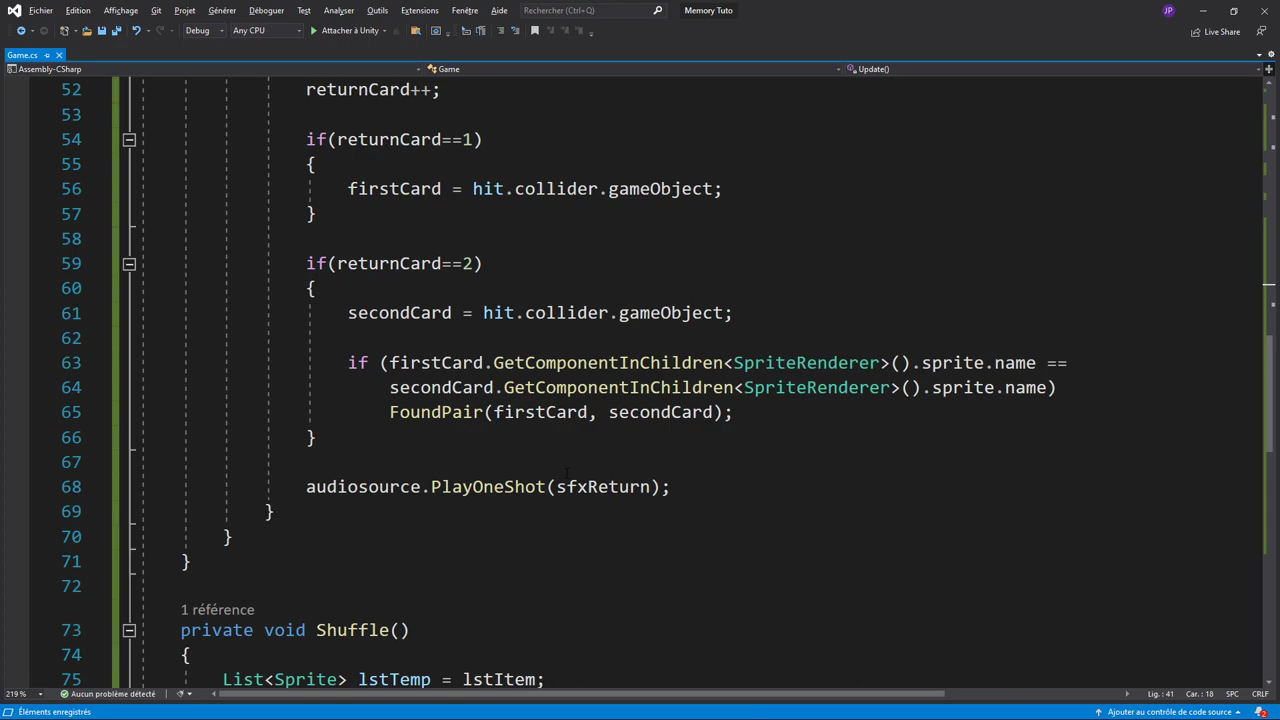 Fichier Edition Affichage Git Projet Générer Déboguer Test Analyser Outils Extensions Fenêtre Aide Rechercher (Ctrl+Q) Memory Tuto JP
Debug Any CPU Attacher à Unity Live Share
Game.cs
Assembly-CSharp Game Update()
52 returnCard++;
53
54 if(returnCard==1)
55 {
56 firstCard = hit.collider.gameObject;
57 }
58
59 if(returnCard==2)
60 {
61 secondCard = hit.collider.gameObject;
62
63 if (firstCard.GetComponentInChildren<SpriteRenderer>().sprite.name ==
64 secondCard.GetComponentInChildren<SpriteRenderer>().sprite.name)
65 FoundPair(firstCard, secondCard);
66 }
67
68 audiosource.PlayOneShot(sfxReturn);
69 }
70 }
71 }
72
1 référence
73 private void Shuffle()
74 {
75 List<Sprite> lstTemp = lstItem;
219 % Aucun problème détecté Lig. : 41 Car. : 18 SPC CRLF
Éléments enregistrés Ajouter au contrôle de code source 2